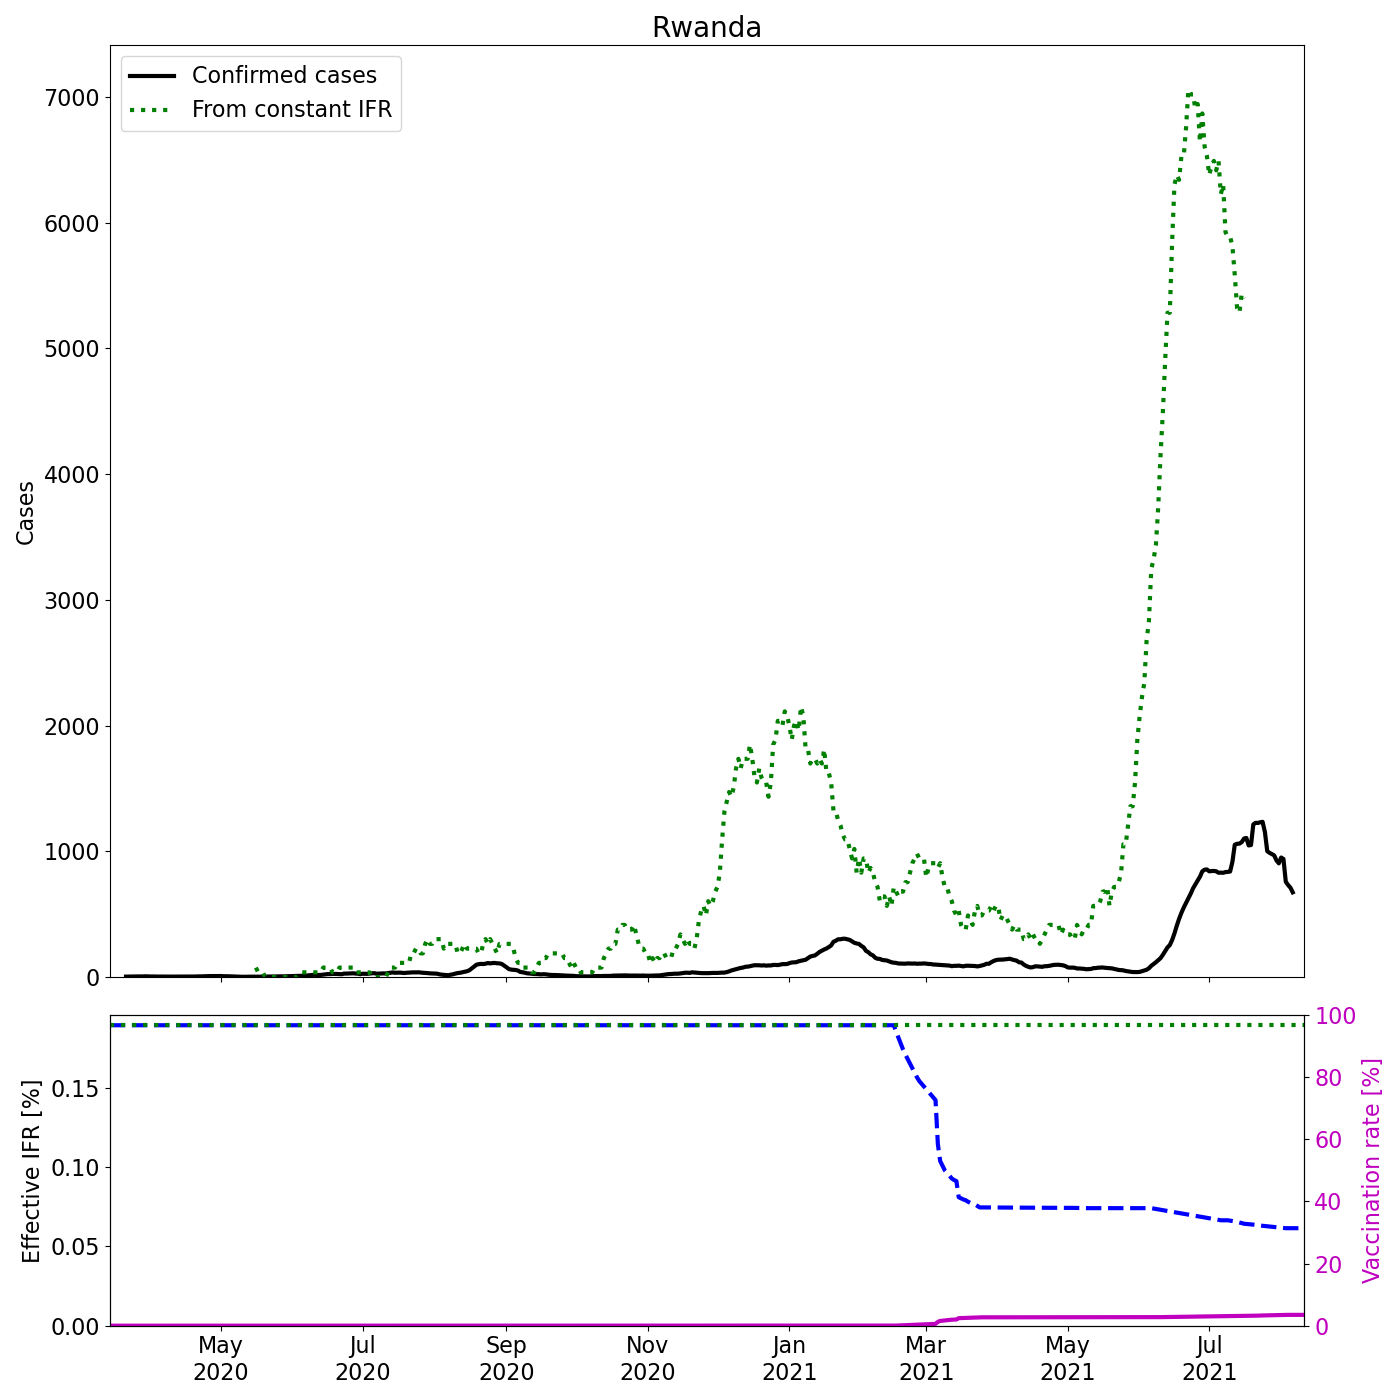 Rwanda
Confirmed cases
From constant IFR
7000
6000
5000
4000
3000
2000
1000
0
Cases
0.15
0.10
0.05
0.00
Effective IFR [%]
100
80
60
40
20
0
Vaccination rate [%]
May Jul Sep Nov Jan Mar May Jul
2020 2020 2020 2020 2021 2021 2021 2021